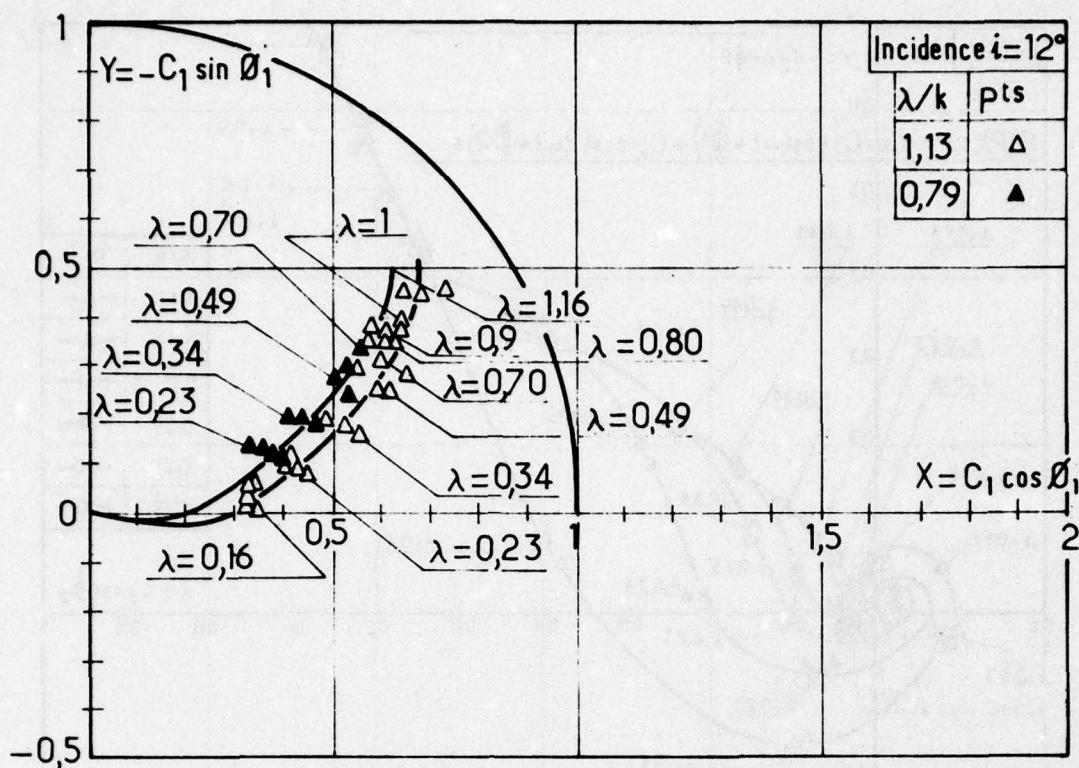 1
Y=-C₁ sin Ø₁
Incidence i=12°
λ/k pts
1,13 △
0,79 ▲
λ=0,70
λ=1
0,5
λ=0,49
λ=1,16
λ=0,9
λ=0,80
λ=0,34
λ=0,70
λ=0,23
λ=0,49
λ=0,34
X=C₁ cos Ø₁
0
0,5
1
1,5
2
λ=0,16
λ=0,23
-0,5